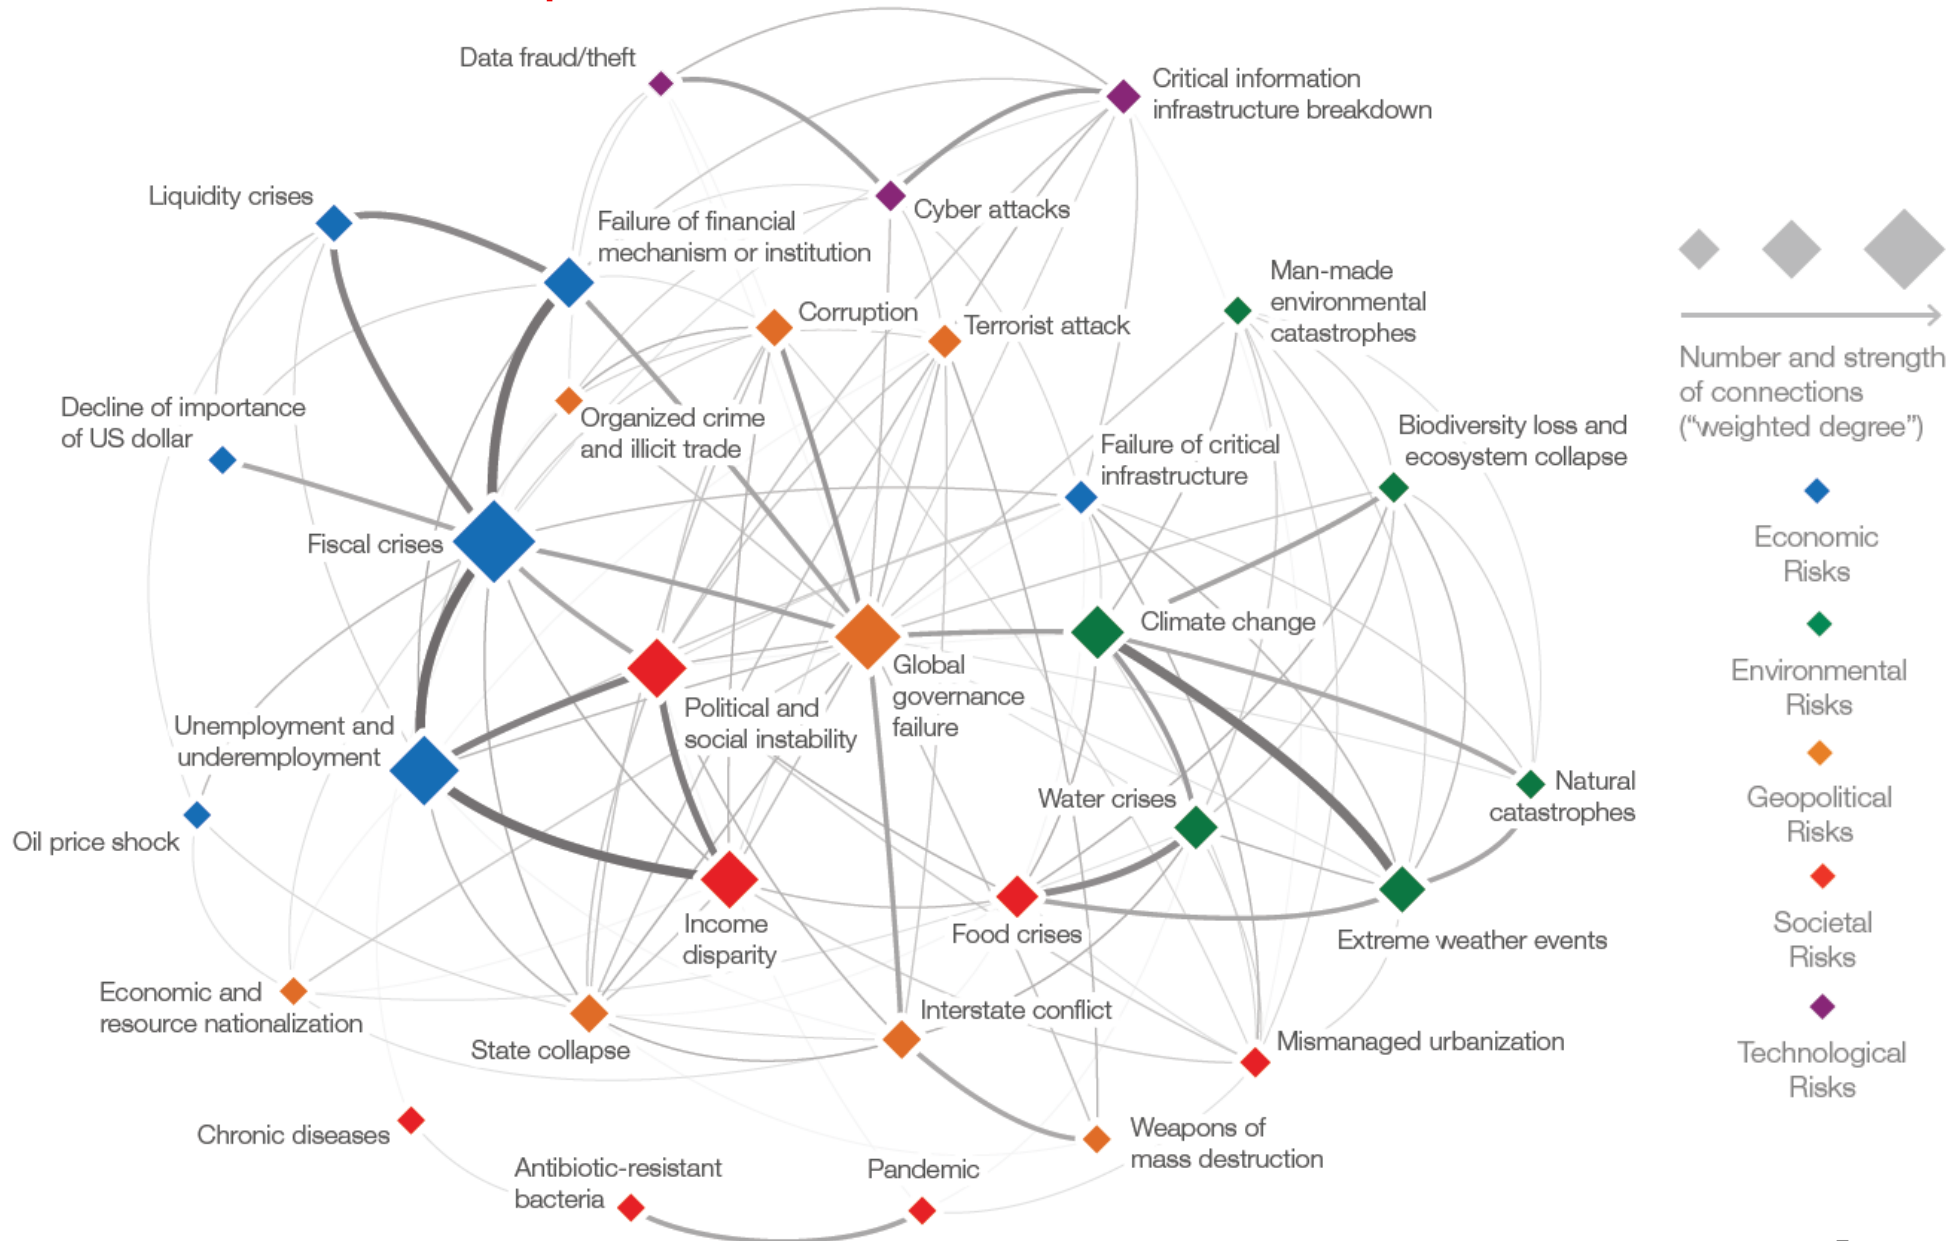 Data fraud/theft
Critical information
infrastructure breakdown
Liquidity crises
Cyber attacks
Failure of financial
mechanism or institution
Man-made
environmental
catastrophes
Corruption
Terrorist attack
Number and strength
of connections
(“weighted degree”)
Decline of importance
of US dollar
Organized crime
and illicit trade
Failure of critical
infrastructure
Biodiversity loss and
ecosystem collapse
Fiscal crises
Economic
Risks
Climate change
Global
governance
failure
Environmental
Risks
Political and
social instability
Unemployment and
underemployment
Water crises
Natural
catastrophes
Geopolitical
Risks
Oil price shock
Income
disparity
Food crises
Extreme weather events
Societal
Risks
Economic and
resource nationalization
State collapse
Interstate conflict
Mismanaged urbanization
Technological
Risks
Chronic diseases
Antibiotic-resistant
bacteria
Pandemic
Weapons of
mass destruction